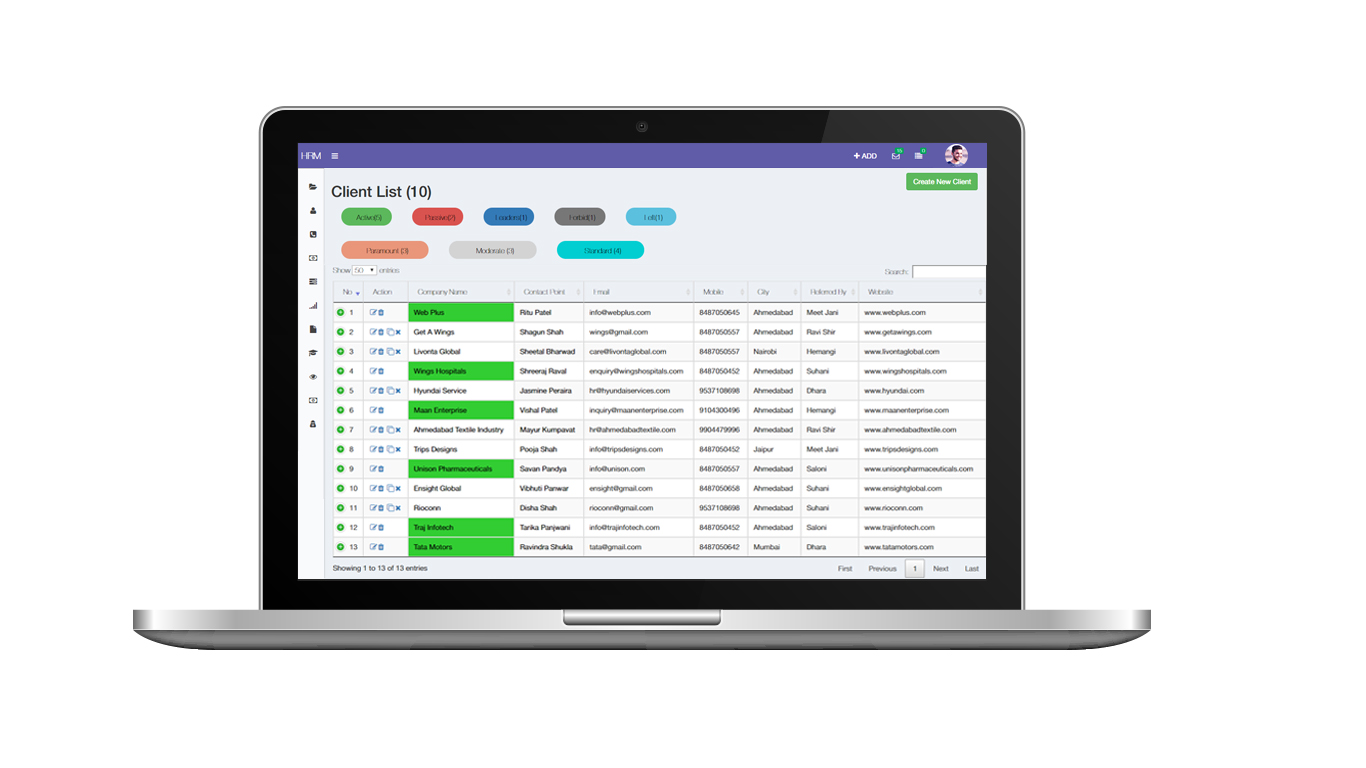 HRM + ADD
Create New Client
Client List (10)
Active(5) Passive(2) Leaders(1) Forbid(1) Left(1)
Paramount (3) Moderate (3) Standard (4)
Show 50 entries Search:
No Action Company Name Contact Point Email Mobile City Referred By Website
1 Web Plus Ritu Patel info@webplus.com 8487050645 Ahmedabad Meet Jani www.webplus.com
2 Get A Wings Shagun Shah wings@gmail.com 8487050557 Ahmedabad Ravi Shir www.getawings.com
3 Livonta Global Sheetal Bharwad care@livontaglobal.com 8487050557 Nairobi Hemangi www.livontaglobal.com
4 Wings Hospitals Shreeraj Raval enquiry@wingshospitals.com 8487050452 Ahmedabad Suhani www.wingshospitals.com
5 Hyundai Service Jasmine Peraira hr@hyundaiservices.com 9537108698 Ahmedabad Dhara www.hyundai.com
6 Maan Enterprise Vishal Patel inquiry@maanenterprise.com 9104300496 Ahmedabad Hemangi www.maanenterprise.com
7 Ahmedabad Textile Industry Mayur Kumpavat hr@ahmedabadtextile.com 9904479996 Ahmedabad Ravi Shir www.ahmedabadtextile.com
8 Trips Designs Pooja Shah info@tripsdesigns.com 8487050452 Jaipur Meet Jani www.tripsdesigns.com
9 Unison Pharmaceuticals Savan Pandya info@unison.com 8487050557 Ahmedabad Saloni www.unisonpharmaceuticals.com
10 Ensight Global Vibhuti Panwar ensight@gmail.com 8487050658 Ahmedabad Suhani www.ensightglobal.com
11 Rioconn Disha Shah rioconn@gmail.com 9537108698 Ahmedabad Suhani www.rioconn.com
12 Traj Infotech Tarika Panjwani info@trajinfotech.com 8487050452 Ahmedabad Saloni www.trajinfotech.com
13 Tata Motors Ravindra Shukla tata@gmail.com 8487050642 Mumbai Dhara www.tatamotors.com
Showing 1 to 13 of 13 entries First Previous 1 Next Last